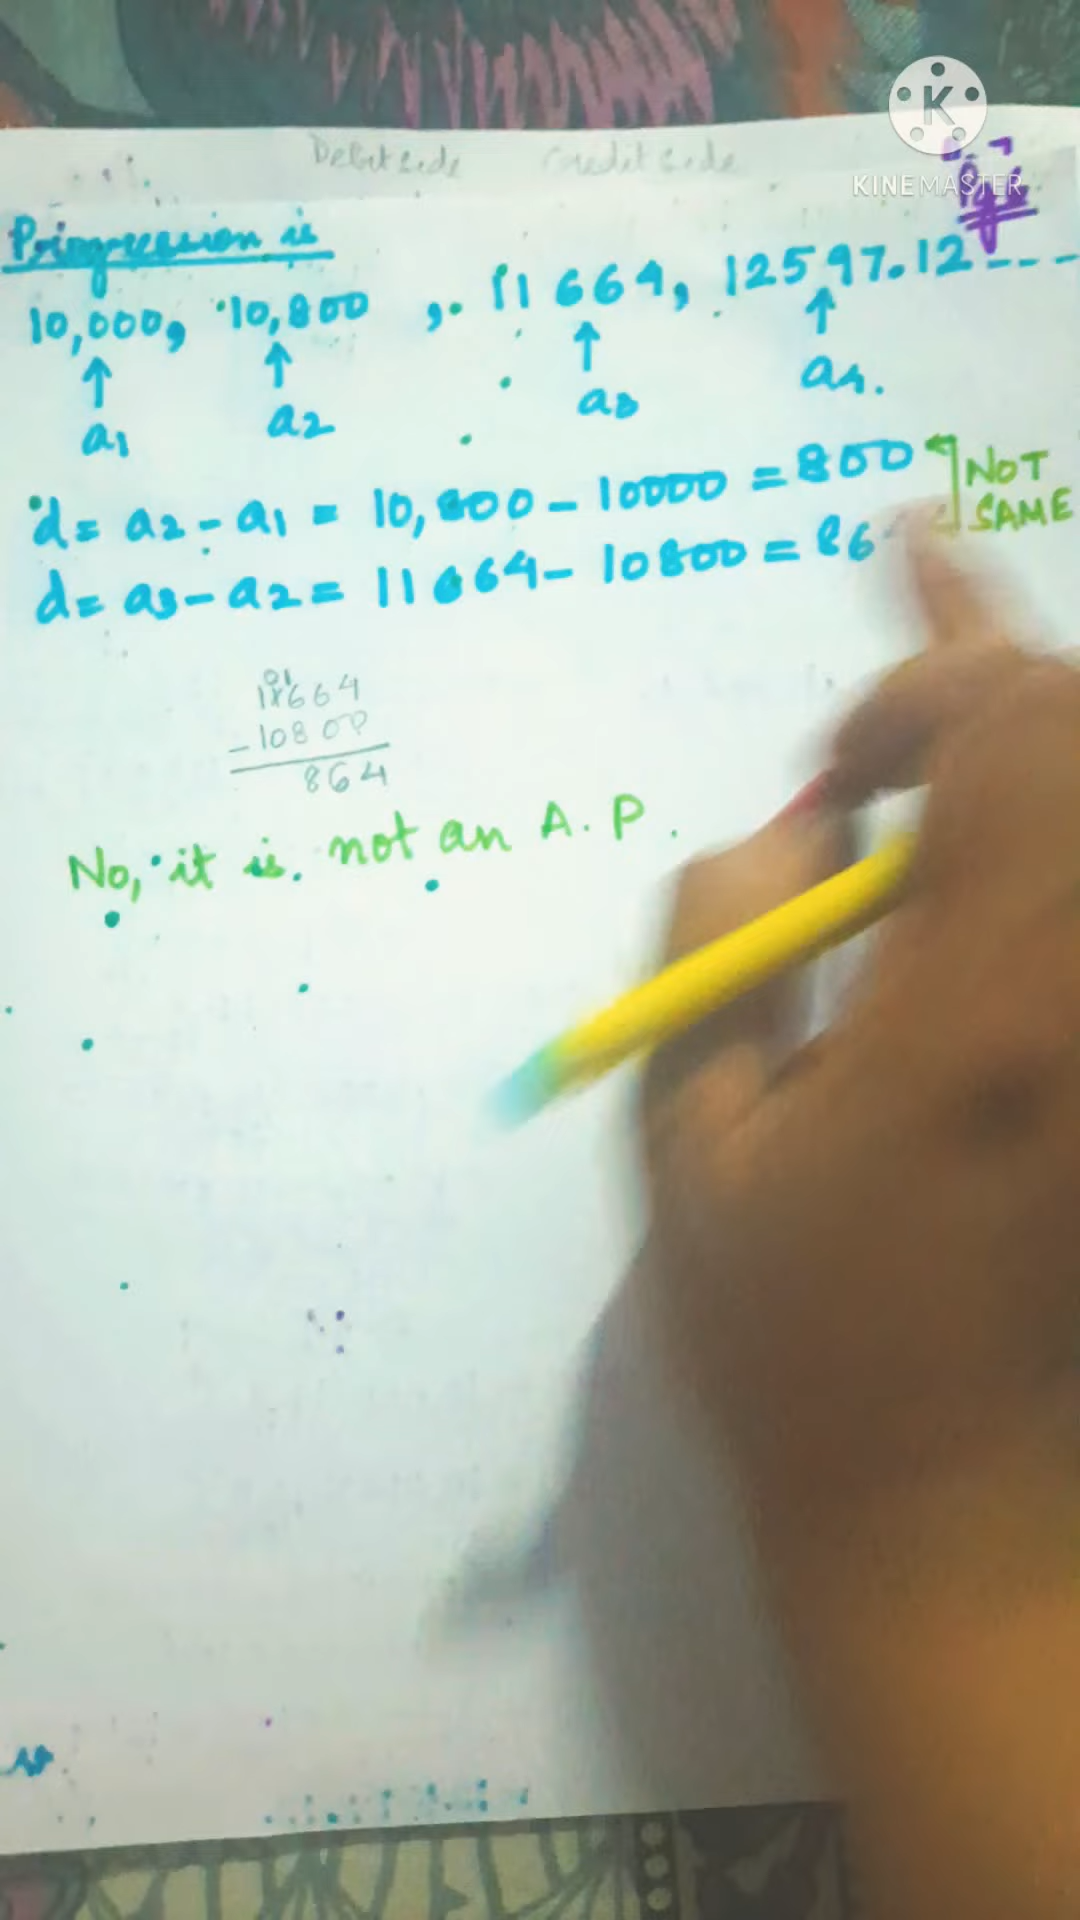 Debit side Credit side
KINEMASTER
Progression is
10,000, 10,800, 11664, 12597.12---
a1 a2 a3 a4.
d = a2 - a1 = 10,800 - 10000 = 800
d = a3 - a2 = 11664 - 10800 = 86
NOT
SAME
01
11664
- 10800
864
No, it is not an A.P.